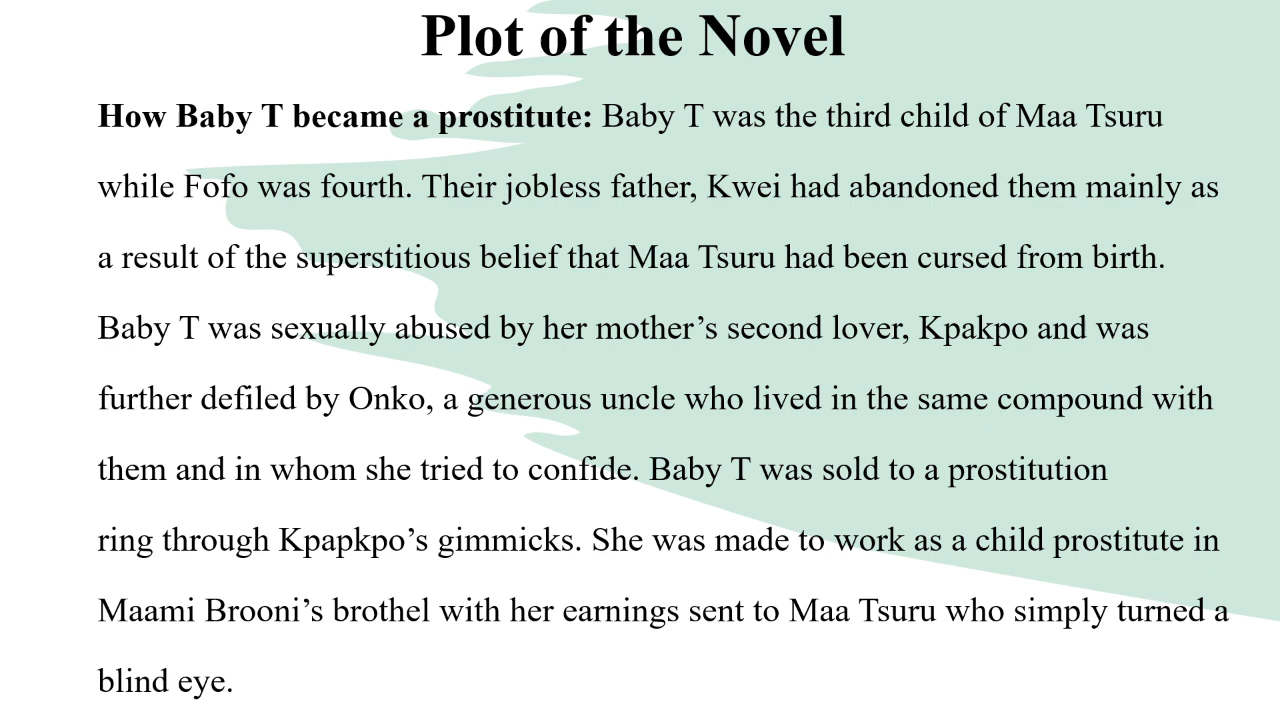 Plot of the Novel
How Baby T became a prostitute: Baby T was the third child of Maa Tsuru
while Fofo was fourth. Their jobless father, Kwei had abandoned them mainly as
a result of the superstitious belief that Maa Tsuru had been cursed from birth.
Baby T was sexually abused by her mother’s second lover, Kpakpo and was
further defiled by Onko, a generous uncle who lived in the same compound with
them and in whom she tried to confide. Baby T was sold to a prostitution
ring through Kpapkpo’s gimmicks. She was made to work as a child prostitute in
Maami Brooni’s brothel with her earnings sent to Maa Tsuru who simply turned a
blind eye.